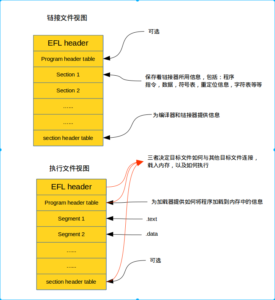 链接文件视图
EFL header
Program header table
可选
Section 1
保存着链接器所用信息，包括：程序
指令，数据，符号表，重定位信息，字符表等等
Section 2
......
......
section header table
为编译器和链接器提供信息
执行文件视图
三者决定目标文件如何与其他目标文件连接，
载入内存，以及如何执行
EFL header
Program header table
为加载器提供如何将程序加载到内存中的信息
Segment 1
.text
Segment 2
.data
......
......
可选
section header table